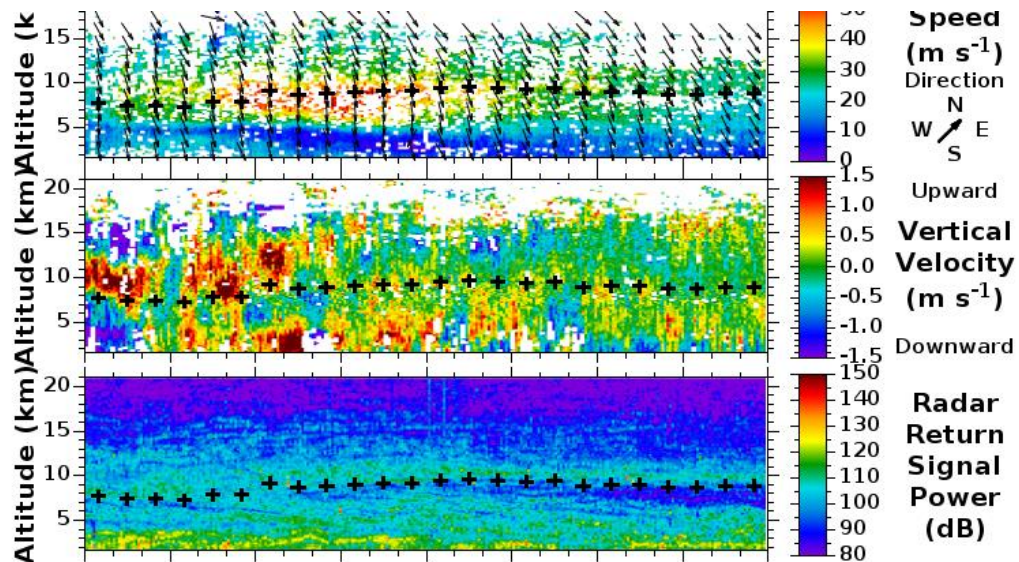 Altitude (k
15
10
5
50
40
30
20
10
0
Speed
(m s-1)
Direction
N
W E
S
Altitude (km)
20
15
10
5
1.5
1.0
0.5
0.0
-0.5
-1.0
-1.5
Upward
Vertical
Velocity
(m s-1)
Downward
Altitude (km)
20
15
10
5
150
140
130
120
110
100
90
80
Radar
Return
Signal
Power
(dB)